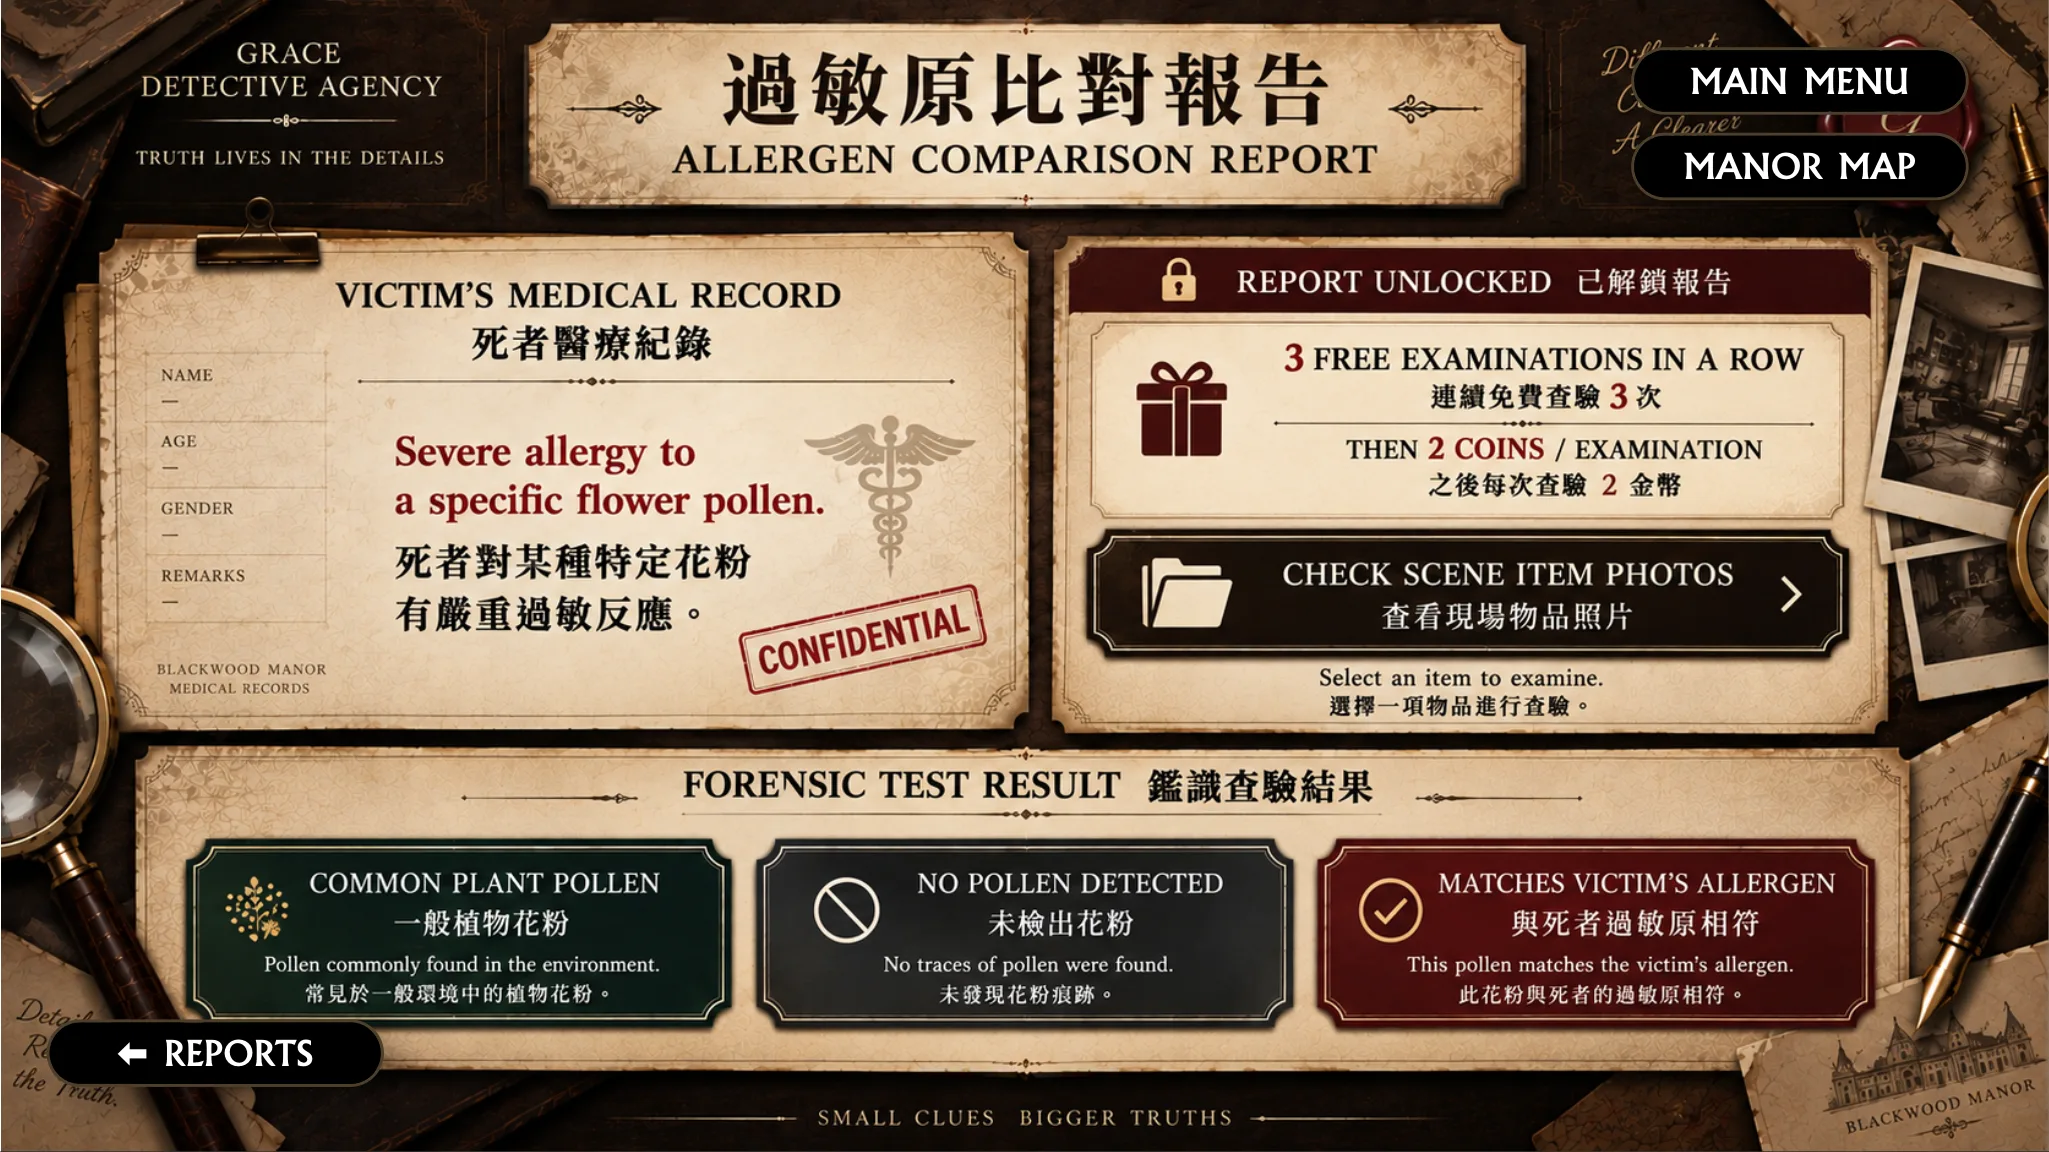 GRACE
DETECTIVE AGENCY
TRUTH LIVES IN THE DETAILS
過敏原比對報告
ALLERGEN COMPARISON REPORT
A Clearer
MAIN MENU
MANOR MAP
VICTIM'S MEDICAL RECORD
死者醫療紀錄
NAME
—
AGE
—
GENDER
—
REMARKS
—
BLACKWOOD MANOR
MEDICAL RECORDS
Severe allergy to
a specific flower pollen.
死者對某種特定花粉
有嚴重過敏反應。
CONFIDENTIAL
REPORT UNLOCKED 已解鎖報告
3 FREE EXAMINATIONS IN A ROW
連續免費查驗 3 次
THEN 2 COINS / EXAMINATION
之後每次查驗 2 金幣
CHECK SCENE ITEM PHOTOS
查看現場物品照片
Select an item to examine.
選擇一項物品進行查驗。
FORENSIC TEST RESULT 鑑識查驗結果
COMMON PLANT POLLEN
一般植物花粉
Pollen commonly found in the environment.
常見於一般環境中的植物花粉。
NO POLLEN DETECTED
未檢出花粉
No traces of pollen were found.
未發現花粉痕跡。
MATCHES VICTIM'S ALLERGEN
與死者過敏原相符
This pollen matches the victim's allergen.
此花粉與死者的過敏原相符。
the Truth.
⬅ REPORTS
SMALL CLUES BIGGER TRUTHS
BLACKWOOD MANOR